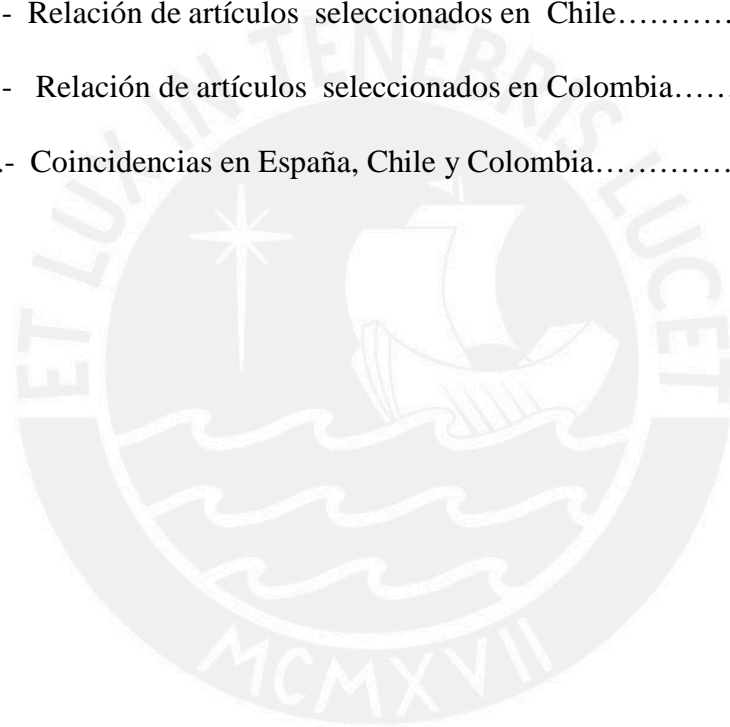 - Relación de artículos seleccionados en Chile…………
- Relación de artículos seleccionados en Colombia……
.- Coincidencias en España, Chile y Colombia…………..
ET LUX IN TENEBRIS LUCET
MCMXVII